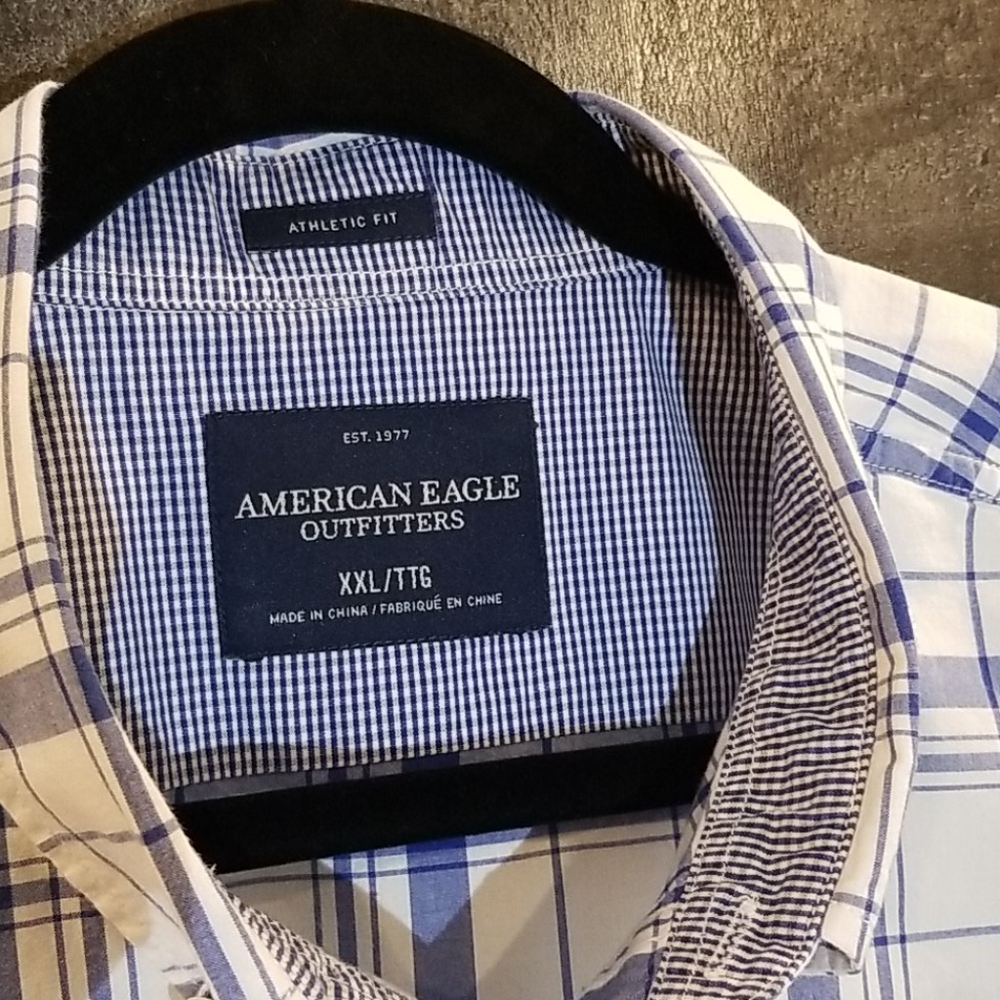 ATHLETIC FIT
EST. 1977
AMERICAN EAGLE
OUTFITTERS
XXL/TTG
MADE IN CHINA / FABRIQUÉ EN CHINE